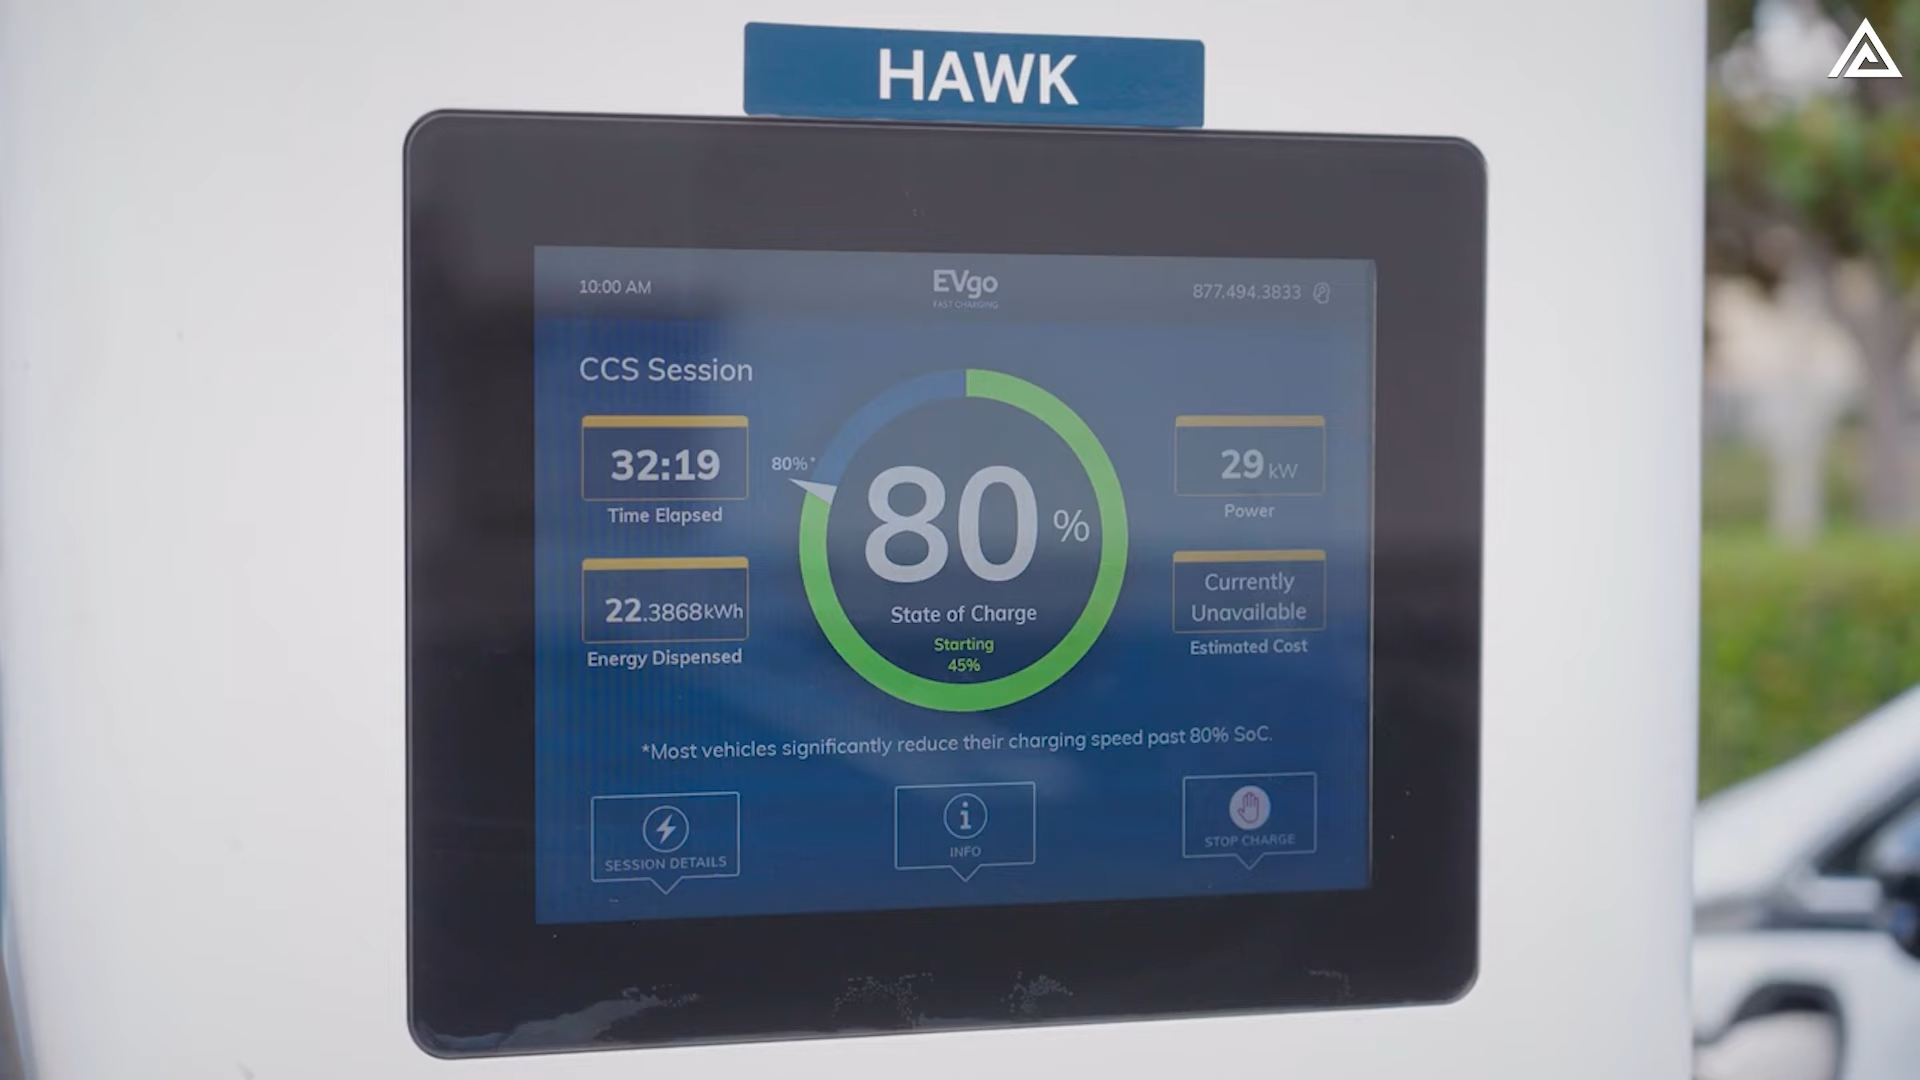 HAWK
10:00 AM
EVgo
FAST CHARGING
877.494.3833
CCS Session
32:19
Time Elapsed
22.3868kWh
Energy Dispensed
80%*
80%
State of Charge
Starting
45%
29 kW
Power
Currently
Unavailable
Estimated Cost
*Most vehicles significantly reduce their charging speed past 80% SoC.
SESSION DETAILS
INFO
STOP CHARGE